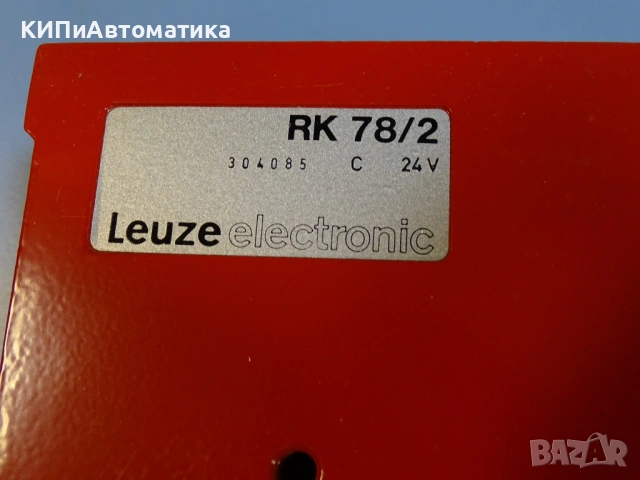 КИПиАвтоматика
RK 78/2
304085 C 24V
Leuze electronic
BAZAR